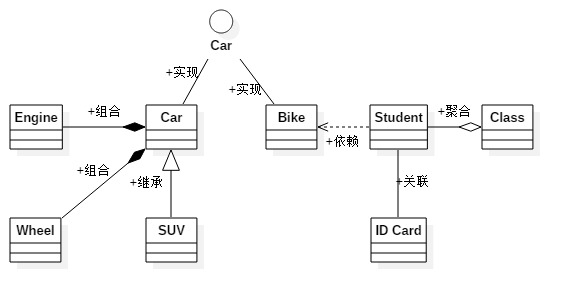 Car
+实现
+实现
Engine
+组合
Car
Bike
+依赖
Student
+聚合
Class
+组合
+继承
+关联
Wheel
SUV
ID Card